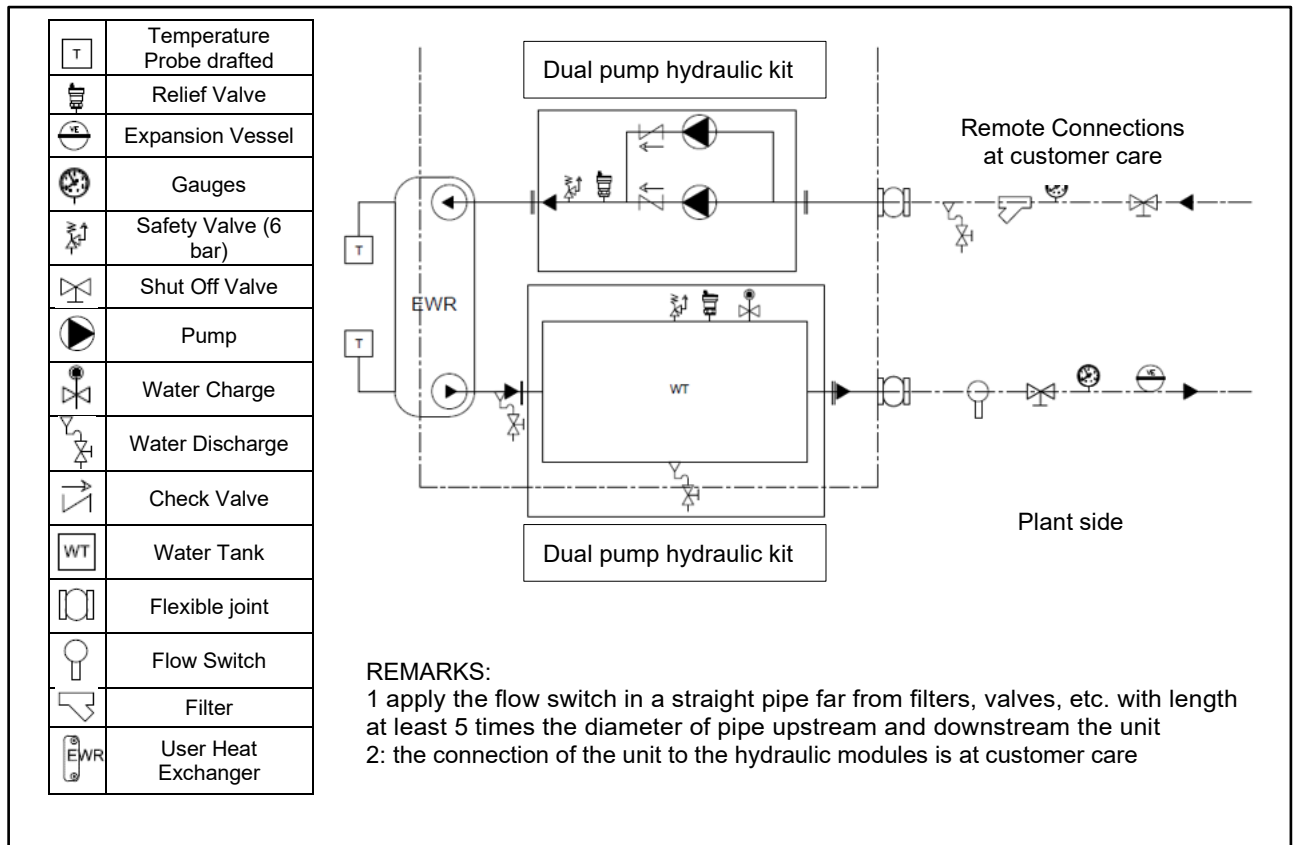 T
Temperature
Probe drafted
Relief Valve
VE
Expansion Vessel
Gauges
Safety Valve (6
bar)
Shut Off Valve
Pump
Water Charge
Water Discharge
Check Valve
WT
Water Tank
Flexible joint
Flow Switch
Filter
EWR
User Heat
Exchanger
Dual pump hydraulic kit
Remote Connections
at customer care
T
EWR
T
WT
VE
Plant side
Dual pump hydraulic kit
REMARKS:
1 apply the flow switch in a straight pipe far from filters, valves, etc. with length
at least 5 times the diameter of pipe upstream and downstream the unit
2: the connection of the unit to the hydraulic modules is at customer care